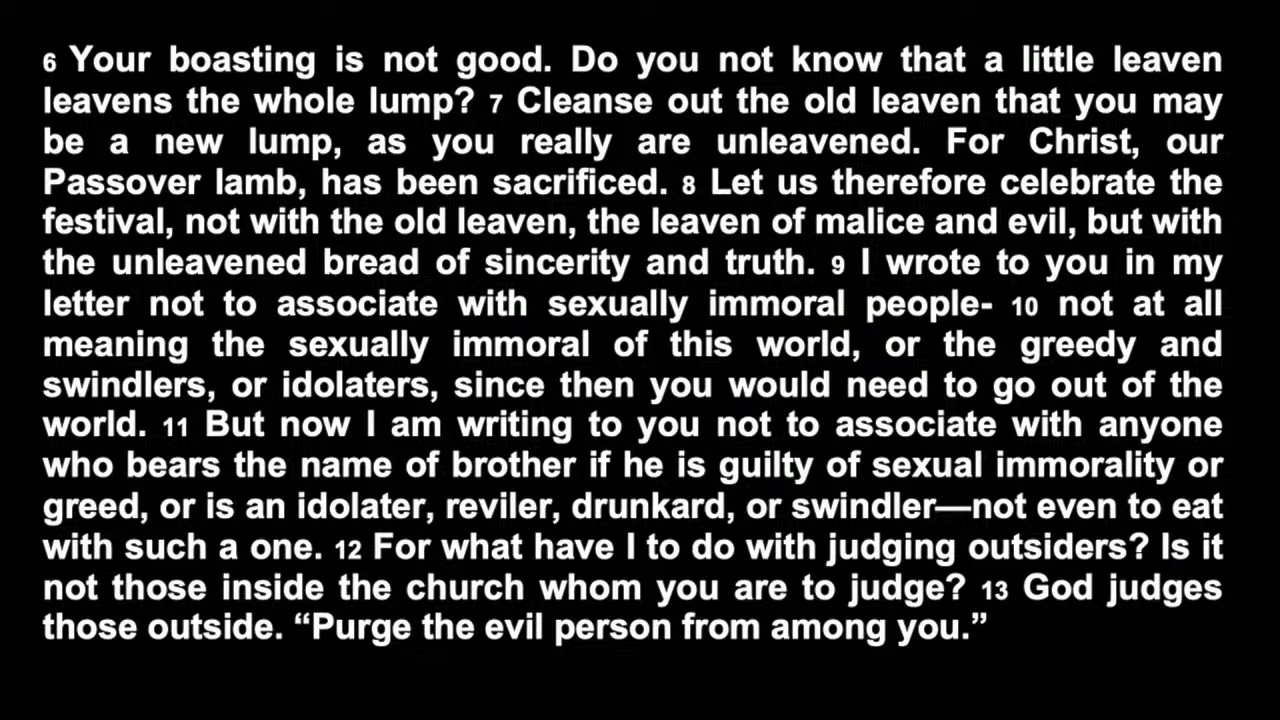 6 Your boasting is not good. Do you not know that a little leaven
leavens the whole lump? 7 Cleanse out the old leaven that you may
be a new lump, as you really are unleavened. For Christ, our
Passover lamb, has been sacrificed. 8 Let us therefore celebrate the
festival, not with the old leaven, the leaven of malice and evil, but with
the unleavened bread of sincerity and truth. 9 I wrote to you in my
letter not to associate with sexually immoral people- 10 not at all
meaning the sexually immoral of this world, or the greedy and
swindlers, or idolaters, since then you would need to go out of the
world. 11 But now I am writing to you not to associate with anyone
who bears the name of brother if he is guilty of sexual immorality or
greed, or is an idolater, reviler, drunkard, or swindler—not even to eat
with such a one. 12 For what have I to do with judging outsiders? Is it
not those inside the church whom you are to judge? 13 God judges
those outside. “Purge the evil person from among you.”